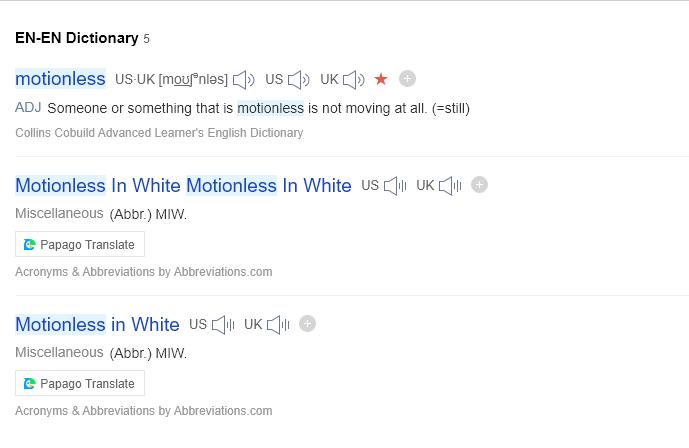 EN-EN Dictionary 5
motionless US·UK [moʊʃᵊnləs] US UK
ADJ Someone or something that is motionless is not moving at all. (=still)
Collins Cobuild Advanced Learner's English Dictionary
Motionless In White Motionless In White US UK
Miscellaneous (Abbr.) MIW.
Papago Translate
Acronyms & Abbreviations by Abbreviations.com
Motionless in White US UK
Miscellaneous (Abbr.) MIW.
Papago Translate
Acronyms & Abbreviations by Abbreviations.com